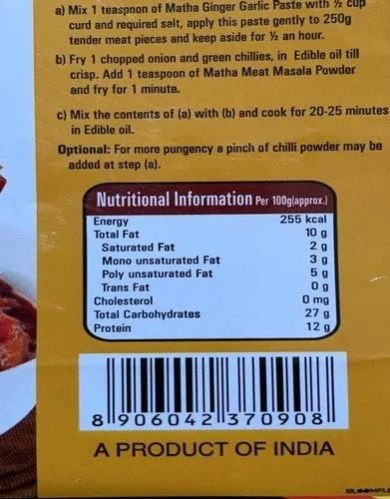 a) Mix 1 teaspoon of Matha Ginger Garlic Paste with ½ cup
curd and required salt, apply this paste gently to 250g
tender meat pieces and keep aside for ½ an hour.
b) Fry 1 chopped onion and green chillies, in Edible oil till
crisp. Add 1 teaspoon of Matha Meat Masala Powder
and fry for 1 minute.
c) Mix the contents of (a) with (b) and cook for 20-25 minutes
in Edible oil.
Optional: For more pungency a pinch of chilli powder may be
added at step (a).
Nutritional Information Per 100g(approx.)
Energy 255 kcal
Total Fat 10 g
Saturated Fat 2 g
Mono unsaturated Fat 3 g
Poly unsaturated Fat 5 g
Trans Fat 0 g
Cholesterol 0 mg
Total Carbohydrates 27 g
Protein 12 g
8 906042 370908
A PRODUCT OF INDIA